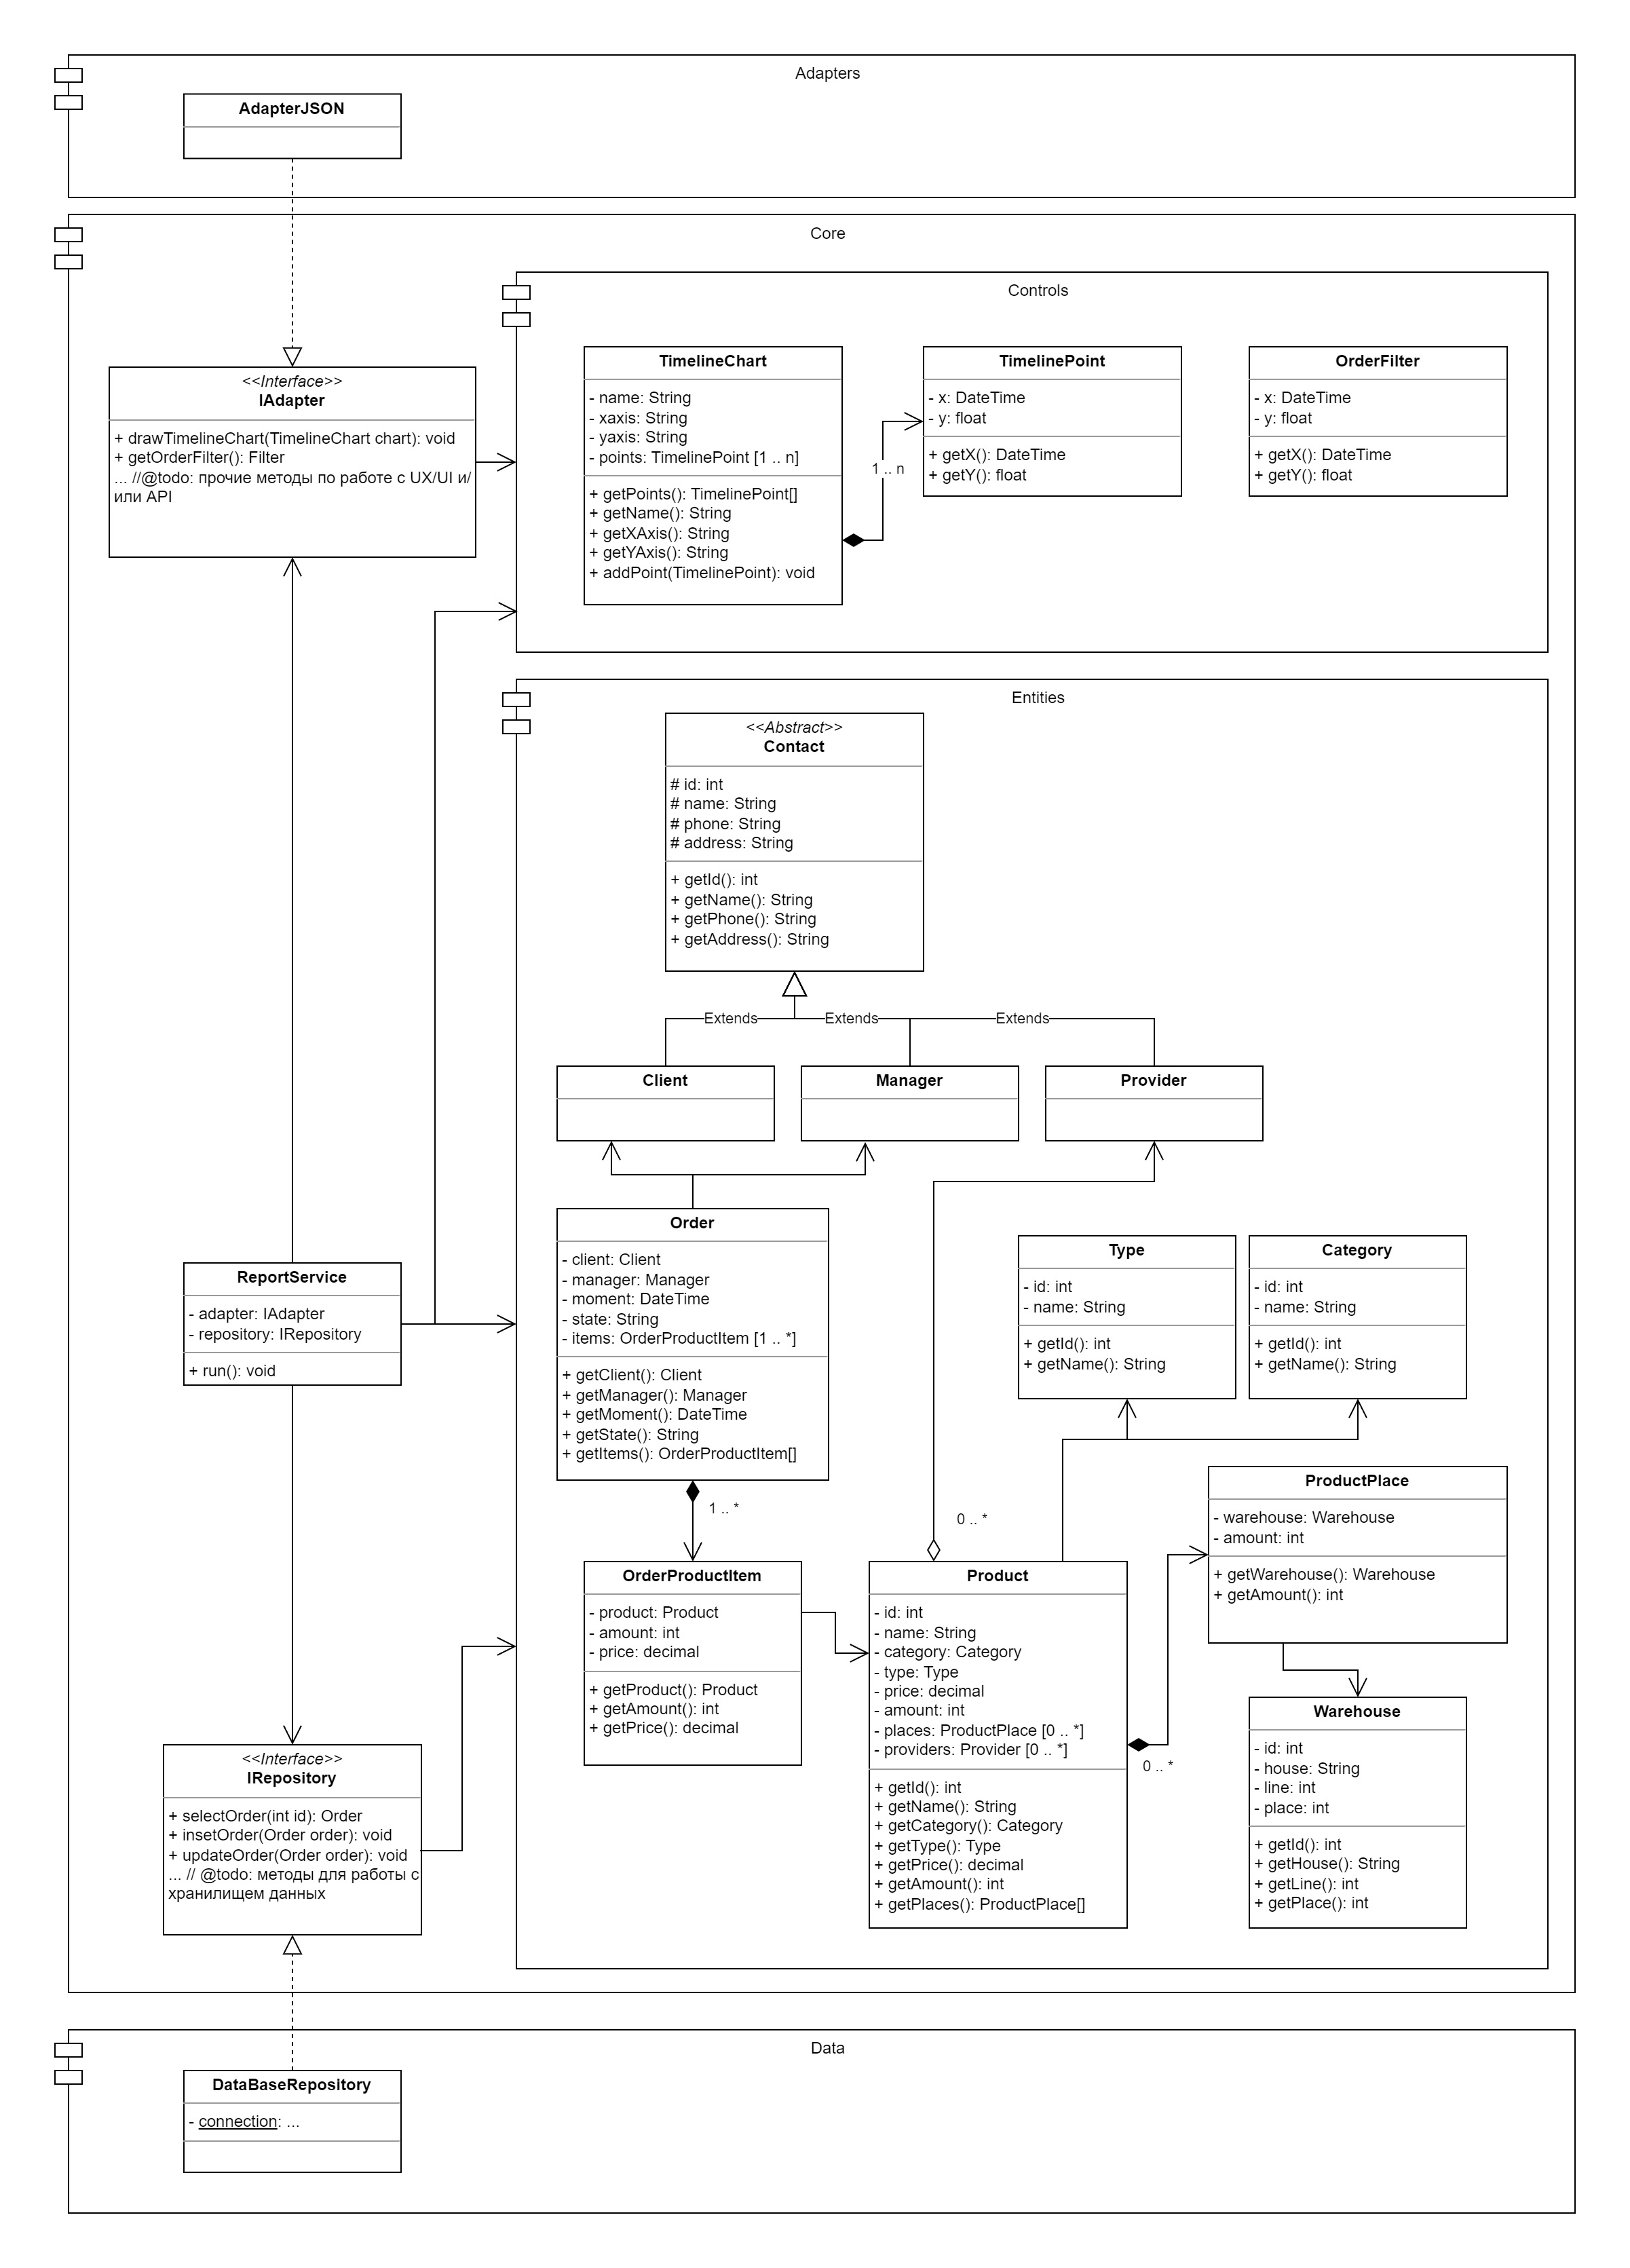 Adapters
AdapterJSON
Core
<<Interface>>
IAdapter
+ drawTimelineChart(TimelineChart chart): void
+ getOrderFilter(): Filter
... //@todo: прочие методы по работе с UX/UI и/
или API
Controls
TimelineChart
- name: String
- xaxis: String
- yaxis: String
- points: TimelinePoint [1 .. n]
+ getPoints(): TimelinePoint[]
+ getName(): String
+ getXAxis(): String
+ getYAxis(): String
+ addPoint(TimelinePoint): void
1 .. n
TimelinePoint
- x: DateTime
- y: float
+ getX(): DateTime
+ getY(): float
OrderFilter
- x: DateTime
- y: float
+ getX(): DateTime
+ getY(): float
Entities
<<Abstract>>
Contact
# id: int
# name: String
# phone: String
# address: String
+ getId(): int
+ getName(): String
+ getPhone(): String
+ getAddress(): String
Extends
Extends
Extends
Client
Manager
Provider
ReportService
- adapter: IAdapter
- repository: IRepository
+ run(): void
Order
- client: Client
- manager: Manager
- moment: DateTime
- state: String
- items: OrderProductItem [1 .. *]
+ getClient(): Client
+ getManager(): Manager
+ getMoment(): DateTime
+ getState(): String
+ getItems(): OrderProductItem[]
1 .. *
Type
- id: int
- name: String
+ getId(): int
+ getName(): String
Category
- id: int
- name: String
+ getId(): int
+ getName(): String
0 .. *
ProductPlace
- warehouse: Warehouse
- amount: int
+ getWarehouse(): Warehouse
+ getAmount(): int
OrderProductItem
- product: Product
- amount: int
- price: decimal
+ getProduct(): Product
+ getAmount(): int
+ getPrice(): decimal
Product
- id: int
- name: String
- category: Category
- type: Type
- price: decimal
- amount: int
- places: ProductPlace [0 .. *]
- providers: Provider [0 .. *]
+ getId(): int
+ getName(): String
+ getCategory(): Category
+ getType(): Type
+ getPrice(): decimal
+ getAmount(): int
+ getPlaces(): ProductPlace[]
0 .. *
Warehouse
- id: int
- house: String
- line: int
- place: int
+ getId(): int
+ getHouse(): String
+ getLine(): int
+ getPlace(): int
<<Interface>>
IRepository
+ selectOrder(int id): Order
+ insetOrder(Order order): void
+ updateOrder(Order order): void
... // @todo: методы для работы с
хранилищем данных
Data
DataBaseRepository
- connection: ...